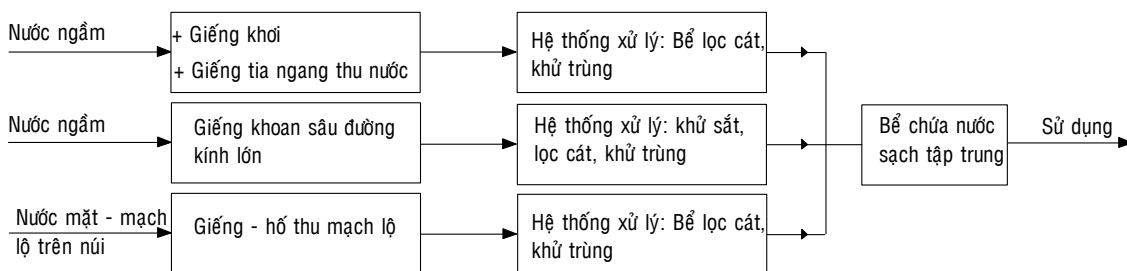 Nước ngầm
+ Giếng khơi
+ Giếng tia ngang thu nước
Hệ thống xử lý: Bể lọc cát,
khử trùng
Nước ngầm
Giếng khoan sâu đường
kính lớn
Hệ thống xử lý: khử sắt,
lọc cát, khử trùng
Bể chứa nước
sạch tập trung
Sử dụng
Nước mặt - mạch
lộ trên núi
Giếng - hố thu mạch lộ
Hệ thống xử lý: Bể lọc cát,
khử trùng